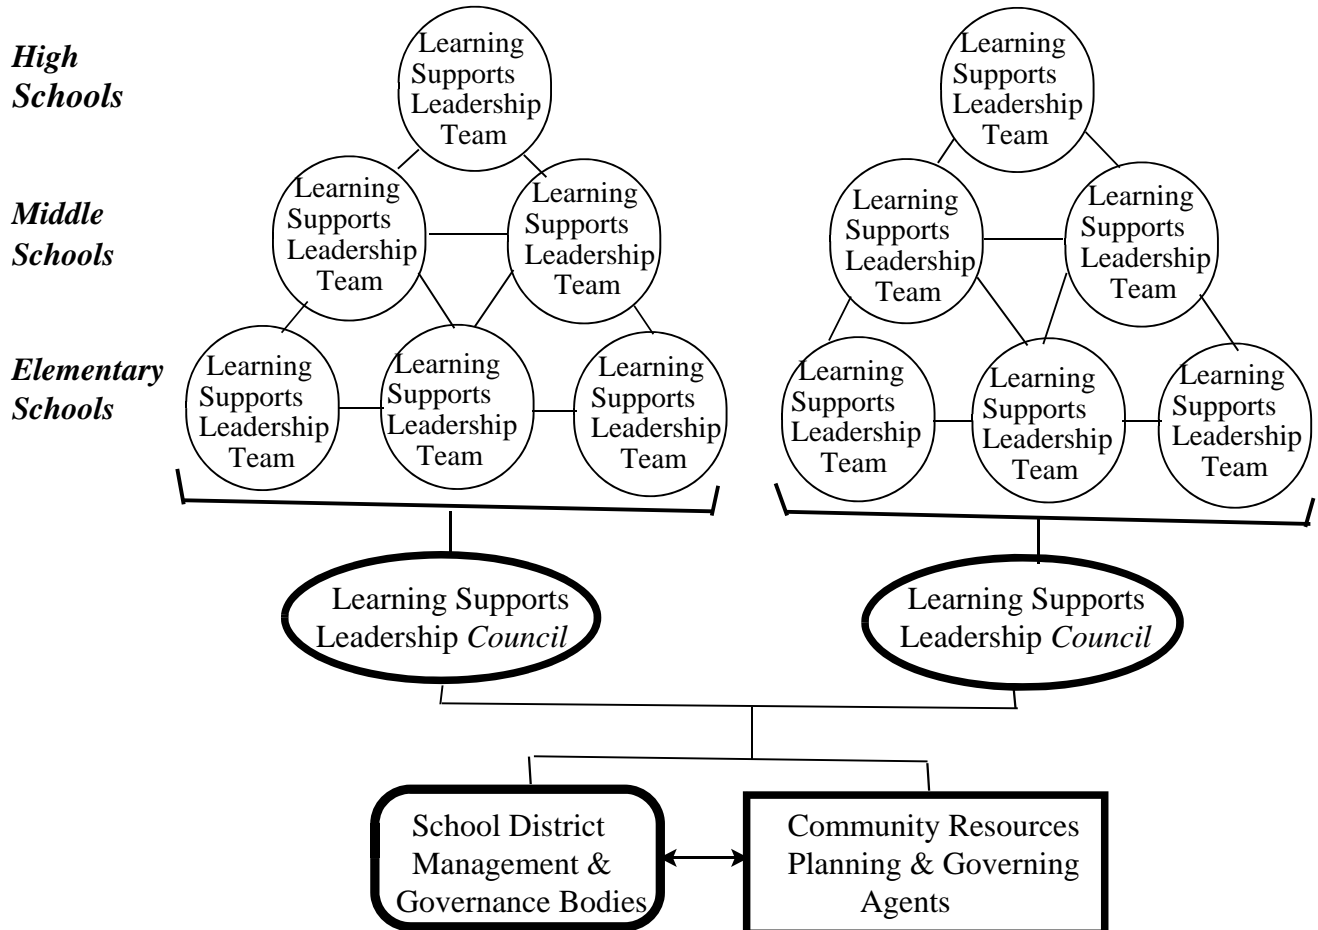 High
Schools
Learning
Supports
Leadership
Team
Learning
Supports
Leadership
Team
Middle
Schools
Learning
Supports
Leadership
Team
Learning
Supports
Leadership
Team
Learning
Supports
Leadership
Team
Learning
Supports
Leadership
Team
Elementary
Schools
Learning
Supports
Leadership
Team
Learning
Supports
Leadership
Team
Learning
Supports
Leadership
Team
Learning
Supports
Leadership
Team
Learning
Supports
Leadership
Team
Learning
Supports
Leadership
Team
Learning Supports
Leadership Council
Learning Supports
Leadership Council
School District
Management &
Governance Bodies
Community Resources
Planning & Governing
Agents